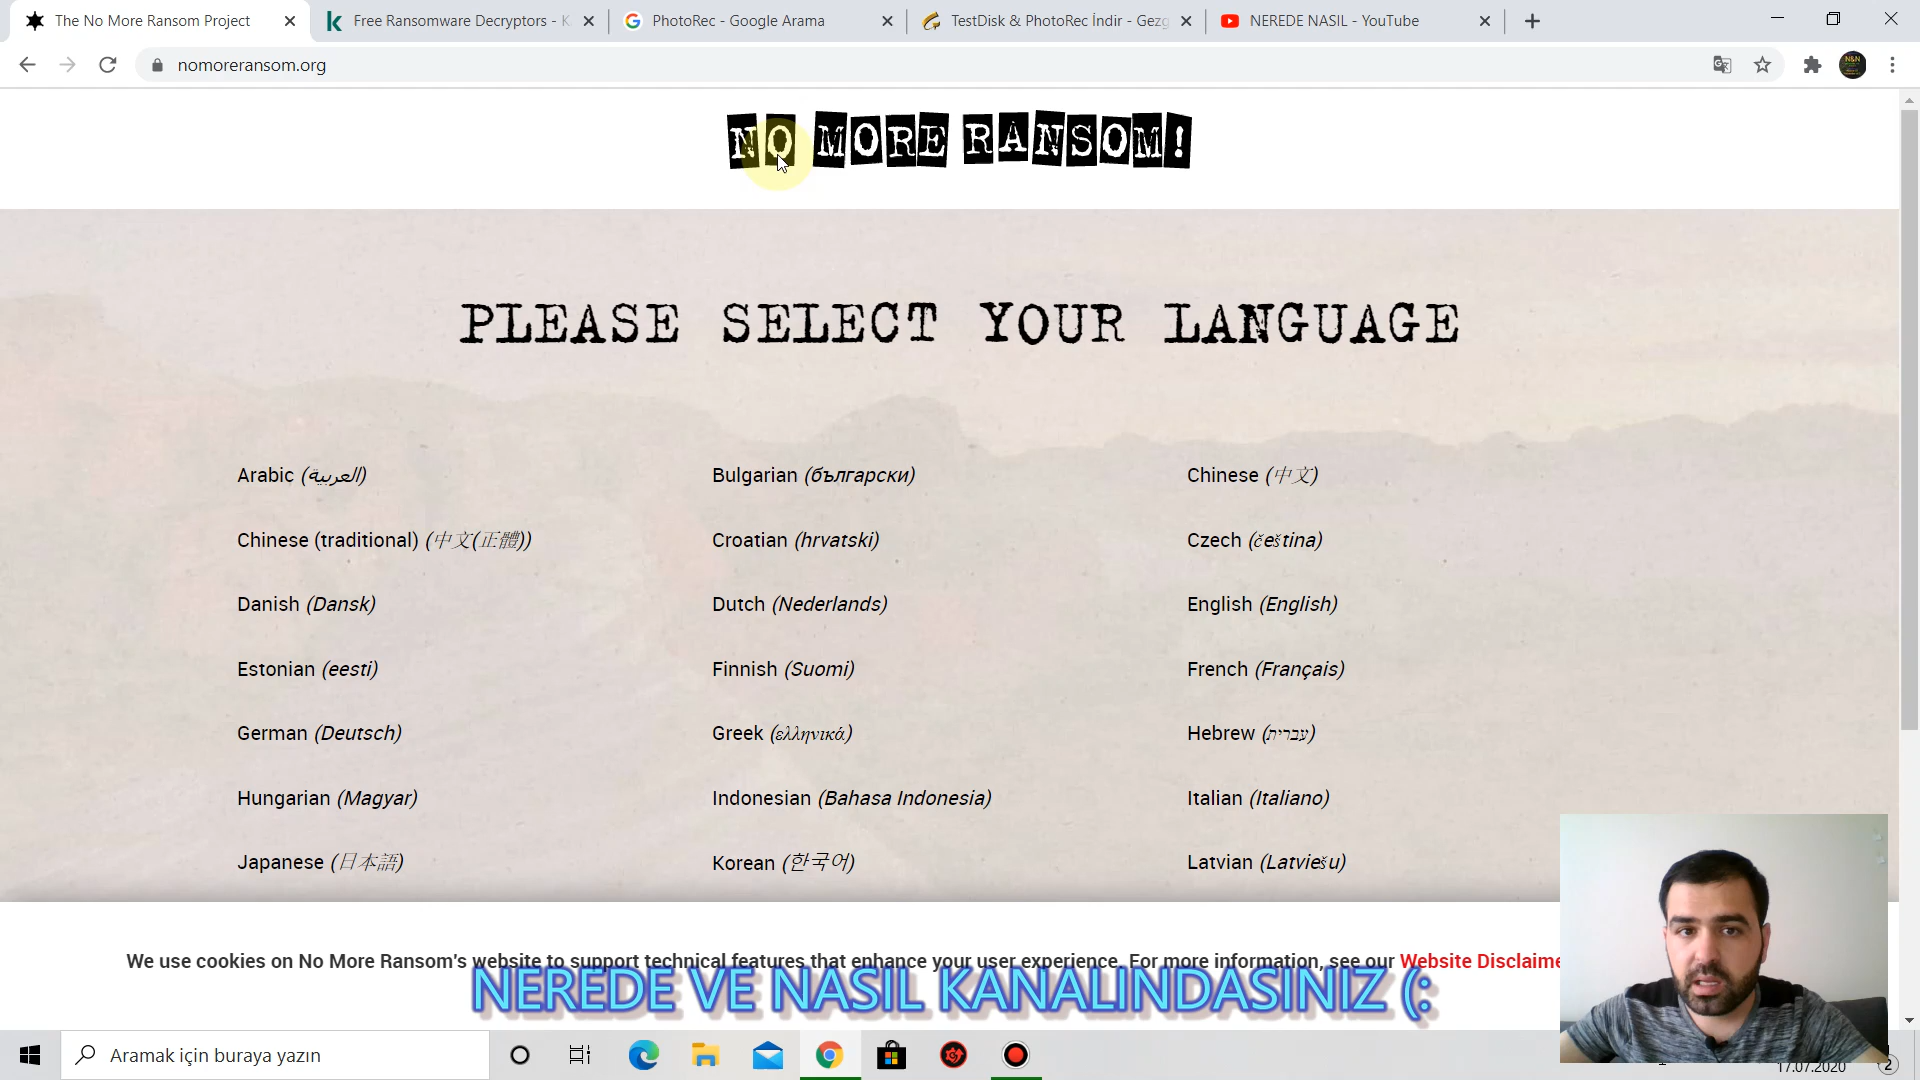 The No More Ransom Project
Free Ransomware Decryptors - K
PhotoRec - Google Arama
TestDisk & PhotoRec İndir - Gezg
NEREDE NASIL - YouTube
nomoreransom.org
N&N
NO MORE RANSOM!
PLEASE SELECT YOUR LANGUAGE
Arabic (العربية)
Bulgarian (български)
Chinese (中文)
Chinese (traditional) (中文(正體))
Croatian (hrvatski)
Czech (čeština)
Danish (Dansk)
Dutch (Nederlands)
English (English)
Estonian (eesti)
Finnish (Suomi)
French (Français)
German (Deutsch)
Greek (ελληνικά)
Hebrew (עברית)
Hungarian (Magyar)
Indonesian (Bahasa Indonesia)
Italian (Italiano)
Japanese (日本語)
Korean (한국어)
Latvian (Latviešu)
We use cookies on No More Ransom's website to support technical features that enhance your user experience. For more information, see our Website Disclaime
NEREDE VE NASIL KANALINDASINIZ (:
Aramak için buraya yazın
17.07.2020
2